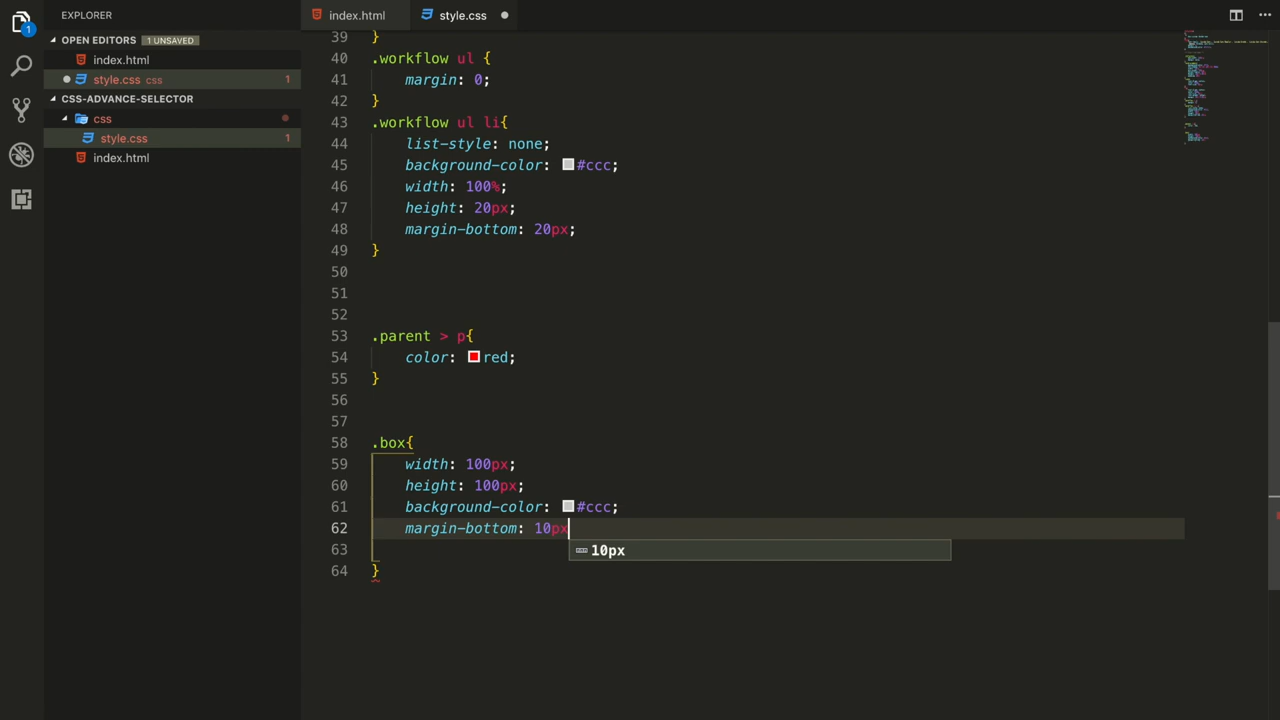 1
EXPLORER
OPEN EDITORS 1 UNSAVED
index.html
style.css css 1
CSS-ADVANCE-SELECTOR
css
style.css 1
index.html
index.html
style.css
39 }
40 .workflow ul {
41 margin: 0;
42 }
43 .workflow ul li{
44 list-style: none;
45 background-color: #ccc;
46 width: 100%;
47 height: 20px;
48 margin-bottom: 20px;
49 }
50
51
52
53 .parent > p{
54 color: red;
55 }
56
57
58 .box{
59 width: 100px;
60 height: 100px;
61 background-color: #ccc;
62 margin-bottom: 10px
10px
63
64 }